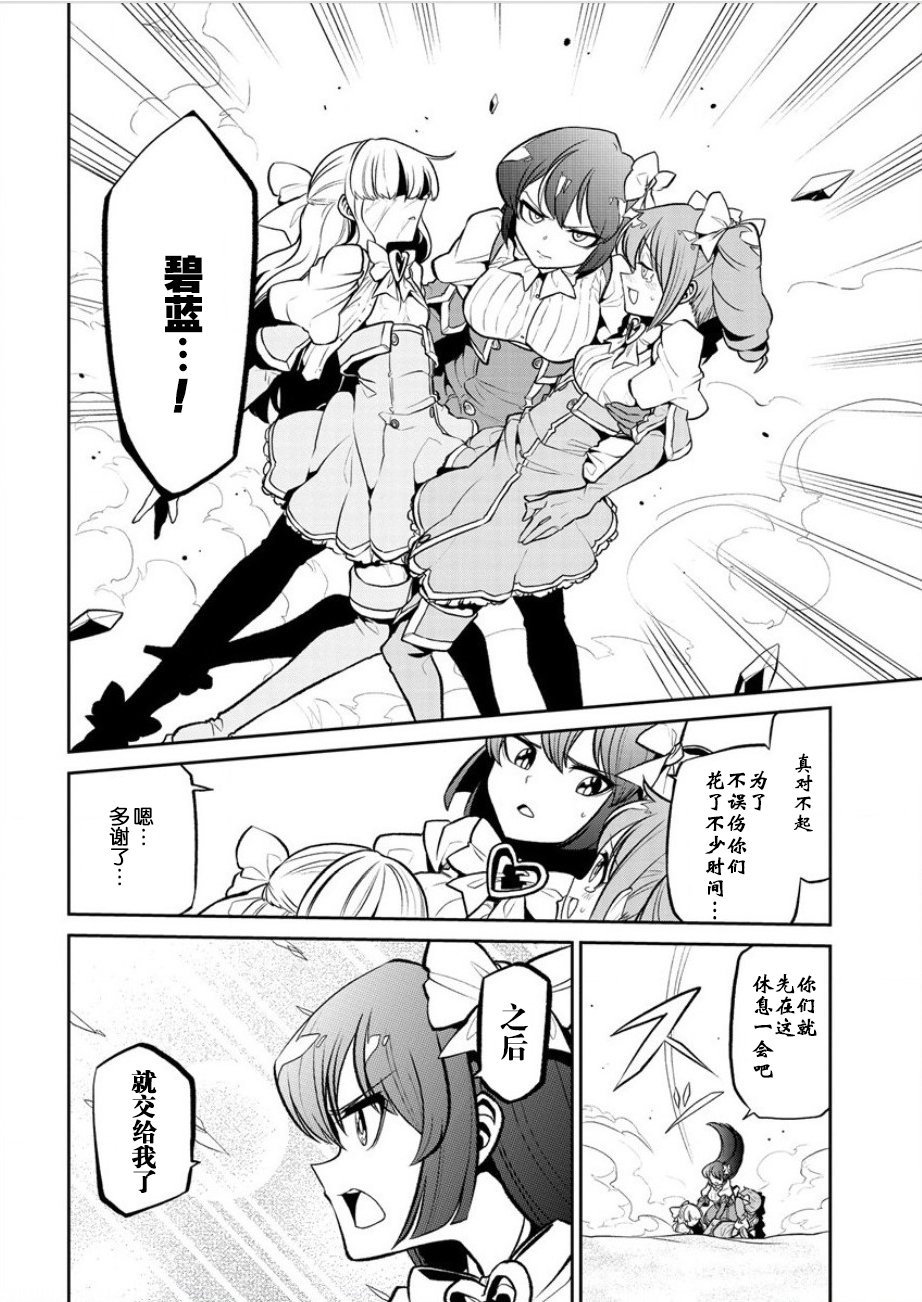 碧蓝…！
真对不起
为了
不误伤你们
花了不少时间…
嗯…
多谢了…
你们就
先在这
休息一会吧
之后
就交给我了